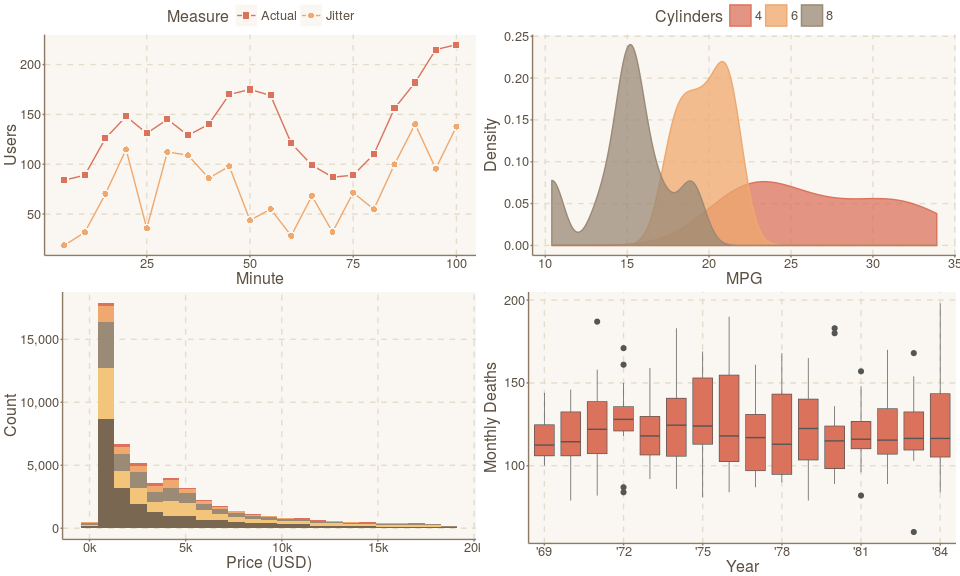 Measure Actual Jitter
Users
200
150
100
50
25 50 75 100
Minute
Cylinders 4 6 8
Density
0.25
0.20
0.15
0.10
0.05
0.00
10 15 20 25 30 35
MPG
Count
15,000
10,000
5,000
0
0k 5k 10k 15k 20k
Price (USD)
Monthly Deaths
200
150
100
'69 '72 '75 '78 '81 '84
Year